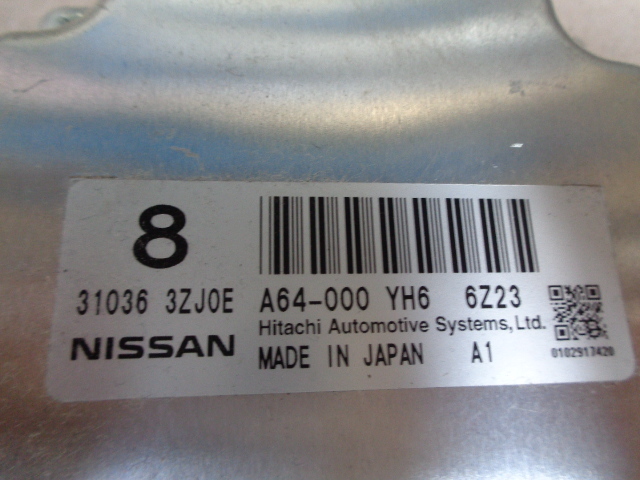 8
31036 3ZJ0E A64-000 YH6 6Z23
Hitachi Automotive Systems, Ltd.
NISSAN MADE IN JAPAN A1
0102917420